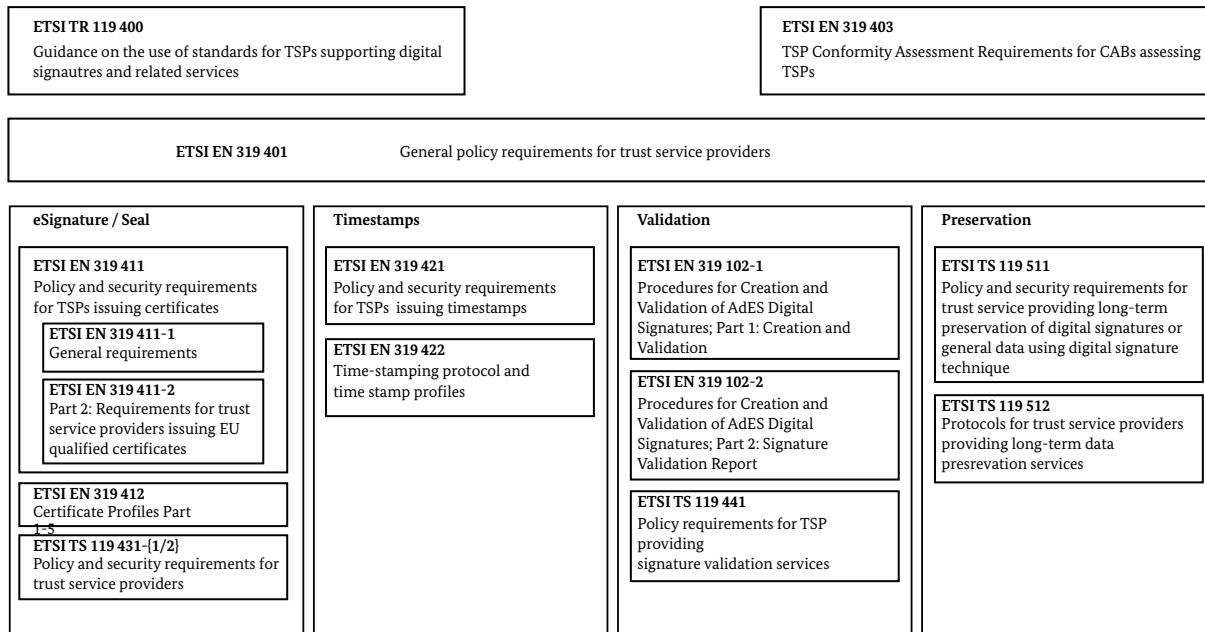 ETSI TR 119 400
Guidance on the use of standards for TSPs supporting digital
signautres and related services
ETSI EN 319 403
TSP Conformity Assessment Requirements for CABs assessing
TSPs
ETSI EN 319 401
General policy requirements for trust service providers
eSignature / Seal
ETSI EN 319 411
Policy and security requirements
for TSPs issuing certificates
ETSI EN 319 411-1
General requirements
ETSI EN 319 411-2
Part 2: Requirements for trust
service providers issuing EU
qualified certificates
ETSI EN 319 412
Certificate Profiles Part
1-5
ETSI TS 119 431-{1/2}
Policy and security requirements for
trust service providers
Timestamps
ETSI EN 319 421
Policy and security requirements
for TSPs issuing timestamps
ETSI EN 319 422
Time-stamping protocol and
time stamp profiles
Validation
ETSI EN 319 102-1
Procedures for Creation and
Validation of AdES Digital
Signatures; Part 1: Creation and
Validation
ETSI EN 319 102-2
Procedures for Creation and
Validation of AdES Digital
Signatures; Part 2: Signature
Validation Report
ETSI TS 119 441
Policy requirements for TSP
providing
signature validation services
Preservation
ETSI TS 119 511
Policy and security requirements for
trust service providing long-term
preservation of digital signatures or
general data using digital signature
technique
ETSI TS 119 512
Protocols for trust service providers
providing long-term data
presrevation services